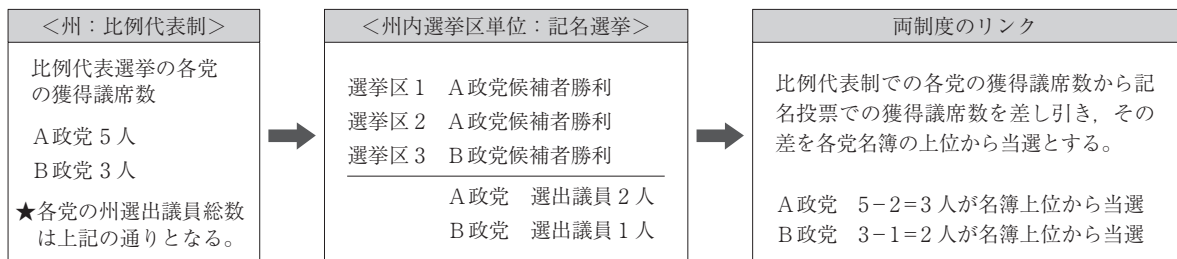 ＜州：比例代表制＞
比例代表選挙の各党
の獲得議席数
A政党 5人
B政党 3人
★各党の州選出議員総数
は上記の通りとなる。
＜州内選挙区単位：記名選挙＞
選挙区1　A政党候補者勝利
選挙区2　A政党候補者勝利
選挙区3　B政党候補者勝利
A政党　選出議員2人
B政党　選出議員1人
両制度のリンク
比例代表制での各党の獲得議席数から記
名投票での獲得議席数を差し引き，その
差を各党名簿の上位から当選とする。
A政党　5−2=3人が名簿上位から当選
B政党　3−1=2人が名簿上位から当選